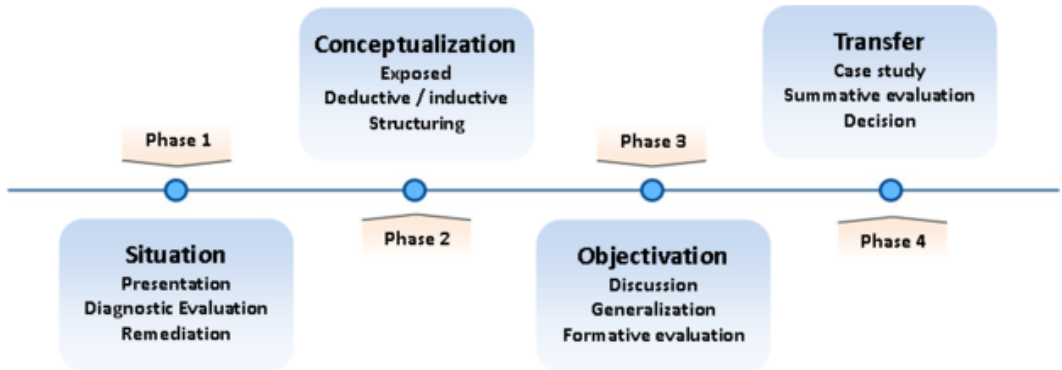 Phase 1
Situation
Presentation
Diagnostic Evaluation
Remediation
Conceptualization
Exposed
Deductive / inductive
Structuring
Phase 2
Phase 3
Objectivation
Discussion
Generalization
Formative evaluation
Transfer
Case study
Summative evaluation
Decision
Phase 4